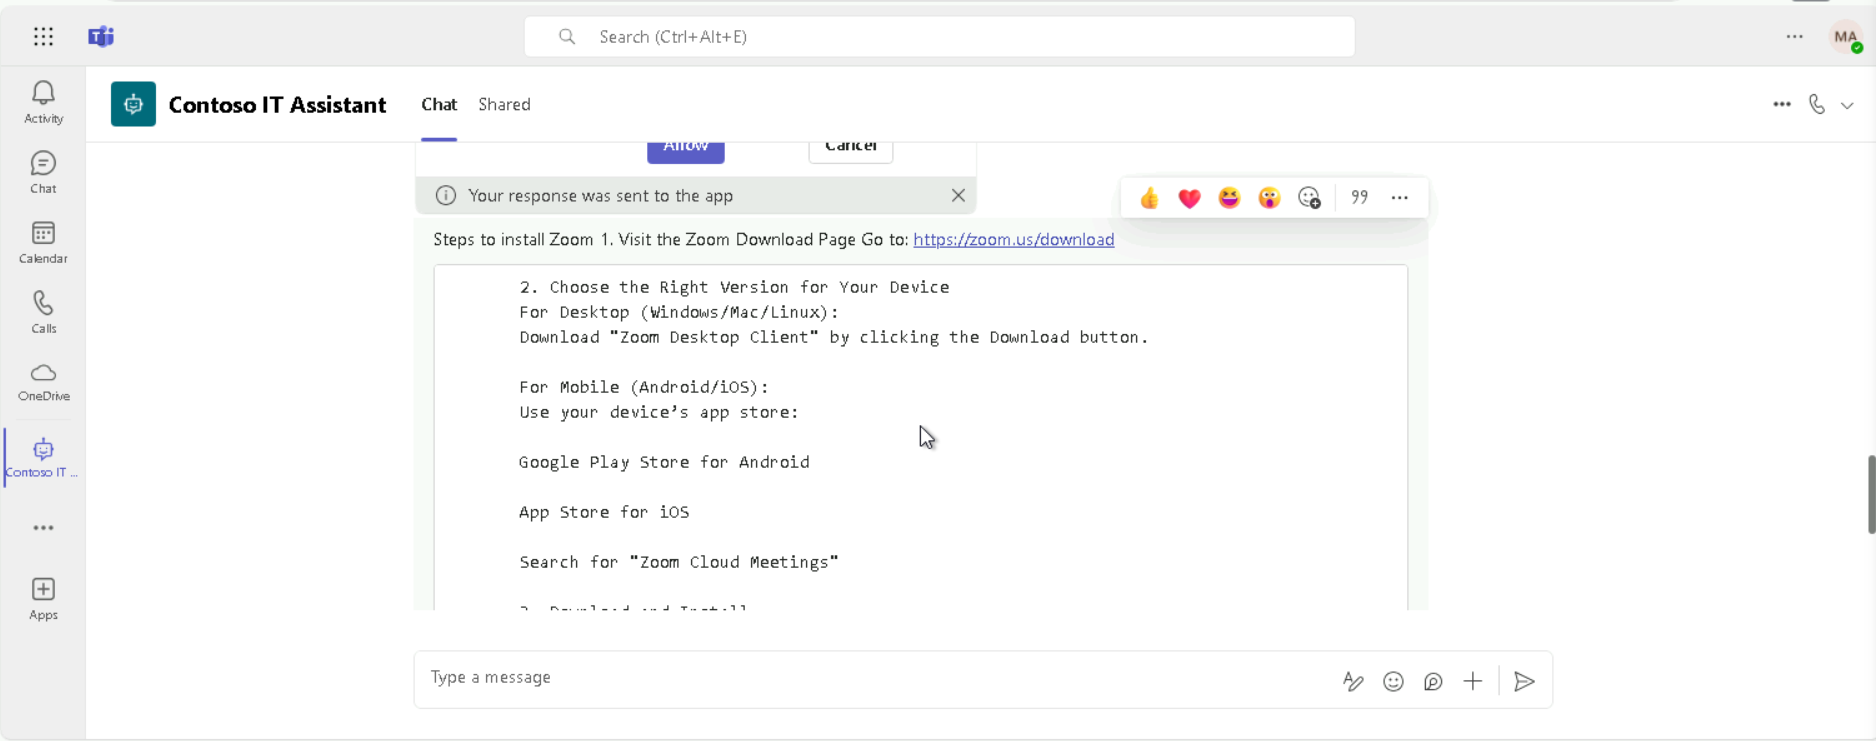 Search (Ctrl+Alt+E)
MA
Activity
Chat
Calendar
Calls
OneDrive
Contoso IT ...
Apps
Contoso IT Assistant
Chat
Shared
Allow
Cancel
Your response was sent to the app
Steps to install Zoom 1. Visit the Zoom Download Page Go to: https://zoom.us/download
2. Choose the Right Version for Your Device
For Desktop (Windows/Mac/Linux):
Download "Zoom Desktop Client" by clicking the Download button.
For Mobile (Android/iOS):
Use your device’s app store:
Google Play Store for Android
App Store for iOS
Search for "Zoom Cloud Meetings"
3. Download and Install
Type a message